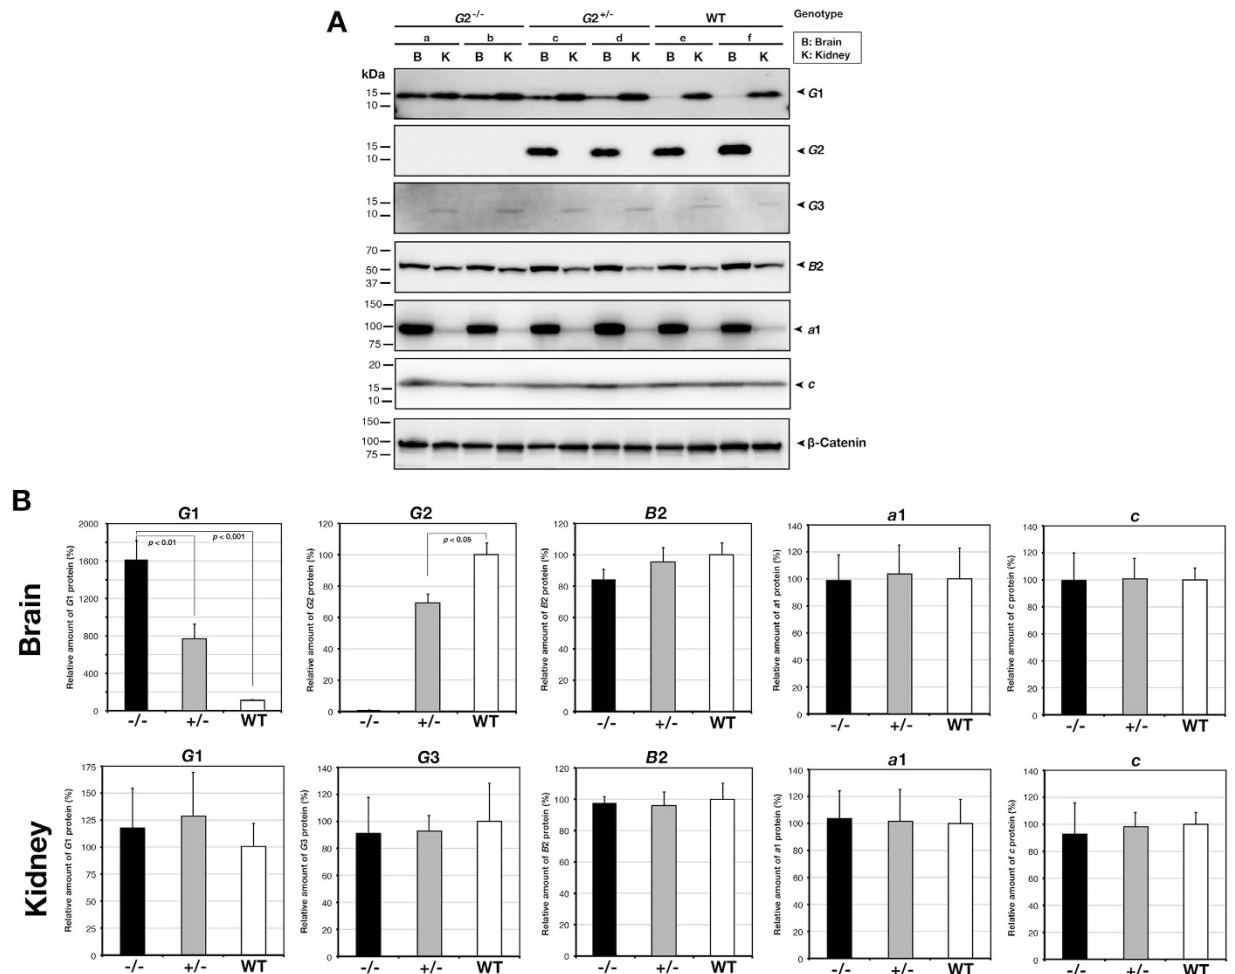 A
G2-/- G2+/- WT Genotype
a b c d e f
B K B K B K B K B K B K
B: Brain
K: Kidney
kDa
15
10
G1
15
10
G2
15
10
G3
70
50
37
B2
150
100
75
a1
20
15
10
c
150
100
75
β-Catenin
B
Brain
G1
Relative amount of G1 protein (%)
2000
1600
1200
800
400
0
p < 0.01
p < 0.001
-/- +/- WT
G2
Relative amount of G2 protein (%)
120
100
80
60
40
20
0
p < 0.05
-/- +/- WT
B2
Relative amount of B2 protein (%)
120
100
80
60
40
20
0
-/- +/- WT
a1
Relative amount of a1 protein (%)
140
120
100
80
60
40
20
0
-/- +/- WT
c
Relative amount of c protein (%)
140
120
100
80
60
40
20
0
-/- +/- WT
Kidney
G1
Relative amount of G1 protein (%)
175
150
125
100
75
50
25
0
-/- +/- WT
G3
Relative amount of G3 protein (%)
140
120
100
80
60
40
20
0
-/- +/- WT
B2
Relative amount of B2 protein (%)
120
100
80
60
40
20
0
-/- +/- WT
a1
Relative amount of a1 protein (%)
140
120
100
80
60
40
20
0
-/- +/- WT
c
Relative amount of c protein (%)
140
120
100
80
60
40
20
0
-/- +/- WT